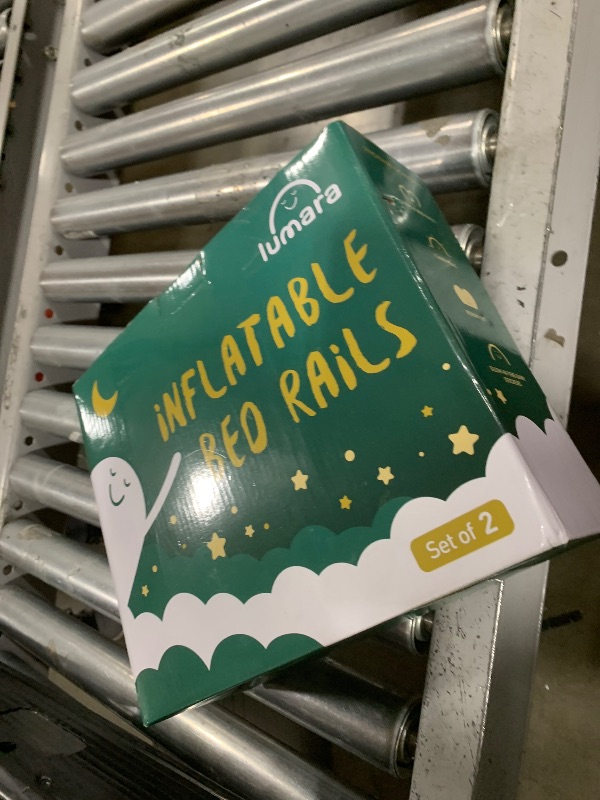 lumara
iNFLATABLE
BED RAiLS
Set of 2